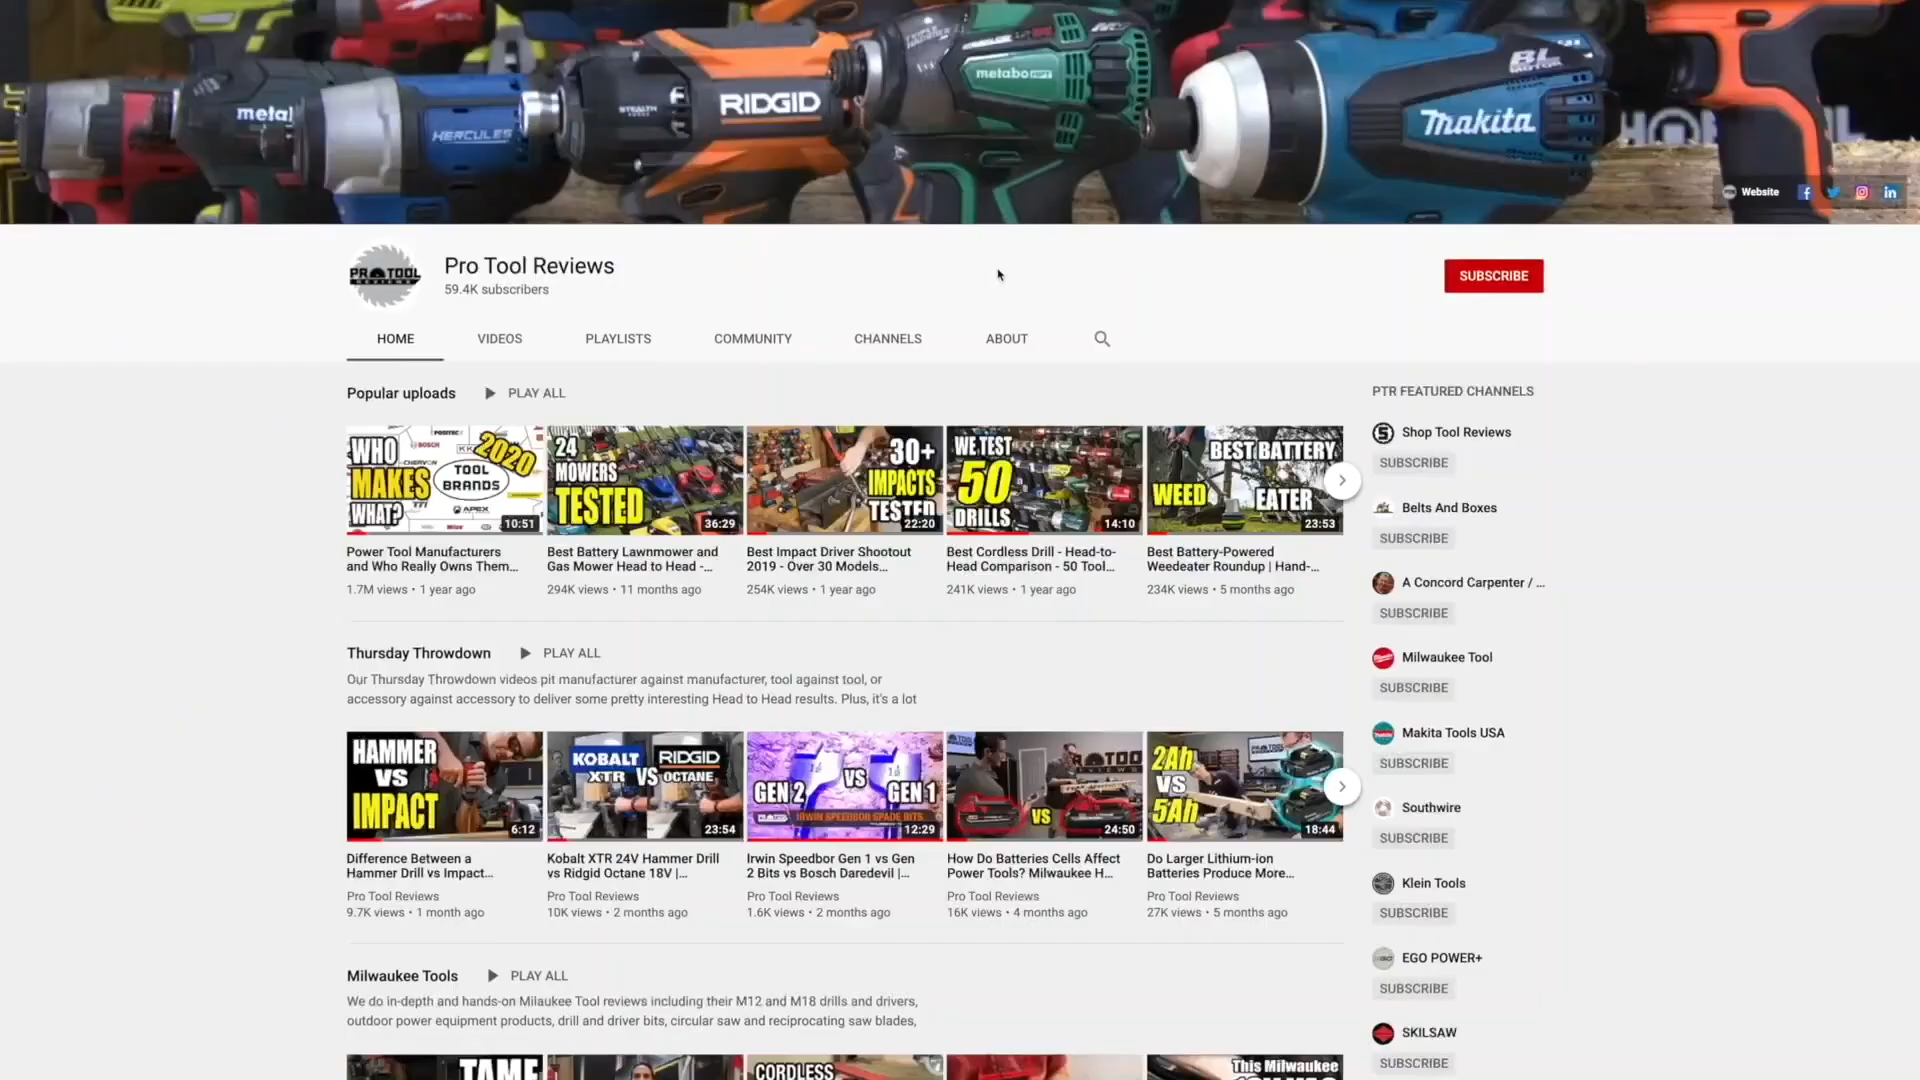 metal
HERCULES
STEALTH
RIDGID
metabo HPT
BL
MOTOR
Makita
Website
PRO TOOL
REVIEWS
Pro Tool Reviews
59.4K subscribers
SUBSCRIBE
HOME
VIDEOS
PLAYLISTS
COMMUNITY
CHANNELS
ABOUT
Popular uploads
PLAY ALL
WHO
MAKES
WHAT?
2020
TOOL
BRANDS
BOSCH
APEX
10:51
Power Tool Manufacturers
and Who Really Owns Them...
1.7M views • 1 year ago
24
MOWERS
TESTED
36:29
Best Battery Lawnmower and
Gas Mower Head to Head -...
294K views • 11 months ago
30+
IMPACTS
TESTED
22:20
Best Impact Driver Shootout
2019 - Over 30 Models...
254K views • 1 year ago
WE TEST
50
DRILLS
14:10
Best Cordless Drill - Head-to-
Head Comparison - 50 Tool...
241K views • 1 year ago
BEST BATTERY
WEED EATER
23:53
Best Battery-Powered
Weedeater Roundup | Hand-...
234K views • 5 months ago
Thursday Throwdown
PLAY ALL
Our Thursday Throwdown videos pit manufacturer against manufacturer, tool against tool, or
accessory against accessory to deliver some pretty interesting Head to Head results. Plus, it's a lot
HAMMER
VS
IMPACT
6:12
Difference Between a
Hammer Drill vs Impact...
Pro Tool Reviews
9.7K views • 1 month ago
KOBALT RIDGID
XTR VS OCTANE
23:54
Kobalt XTR 24V Hammer Drill
vs Ridgid Octane 18V |...
Pro Tool Reviews
10K views • 2 months ago
GEN 2 VS GEN 1
IRWIN SPEEDBOR SPADE BITS
12:29
Irwin Speedbor Gen 1 vs Gen
2 Bits vs Bosch Daredevil |...
Pro Tool Reviews
1.6K views • 2 months ago
VS
24:50
How Do Batteries Cells Affect
Power Tools? Milwaukee H...
Pro Tool Reviews
16K views • 4 months ago
2Ah
VS
5Ah
18:44
Do Larger Lithium-ion
Batteries Produce More...
Pro Tool Reviews
27K views • 5 months ago
Milwaukee Tools
PLAY ALL
We do in-depth and hands-on Milaukee Tool reviews including their M12 and M18 drills and drivers,
outdoor power equipment products, drill and driver bits, circular saw and reciprocating saw blades,
TAME
CORDLESS
This Milwaukee
PTR FEATURED CHANNELS
Shop Tool Reviews
SUBSCRIBE
Belts And Boxes
SUBSCRIBE
A Concord Carpenter / ...
SUBSCRIBE
Milwaukee Tool
SUBSCRIBE
Makita Tools USA
SUBSCRIBE
Southwire
SUBSCRIBE
Klein Tools
SUBSCRIBE
EGO POWER+
SUBSCRIBE
SKILSAW
SUBSCRIBE